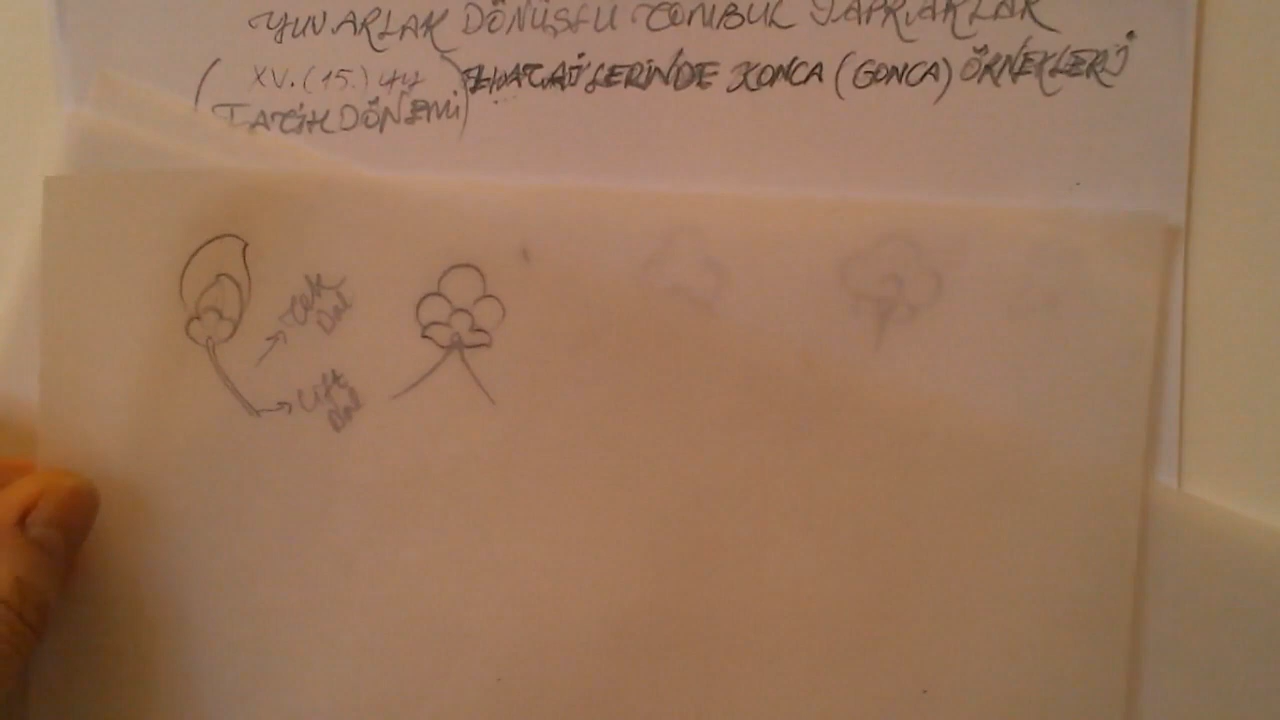 YUVARLAK DÖNÜŞLÜ TOMBUL YAPRAKLAR
(XV. (15.) yy HATAİ'LERİNDE KONCA (GONCA) ÖRNEKLERİ
FATİH DÖNEMİ)
Tek
Dal
Çift
Dal